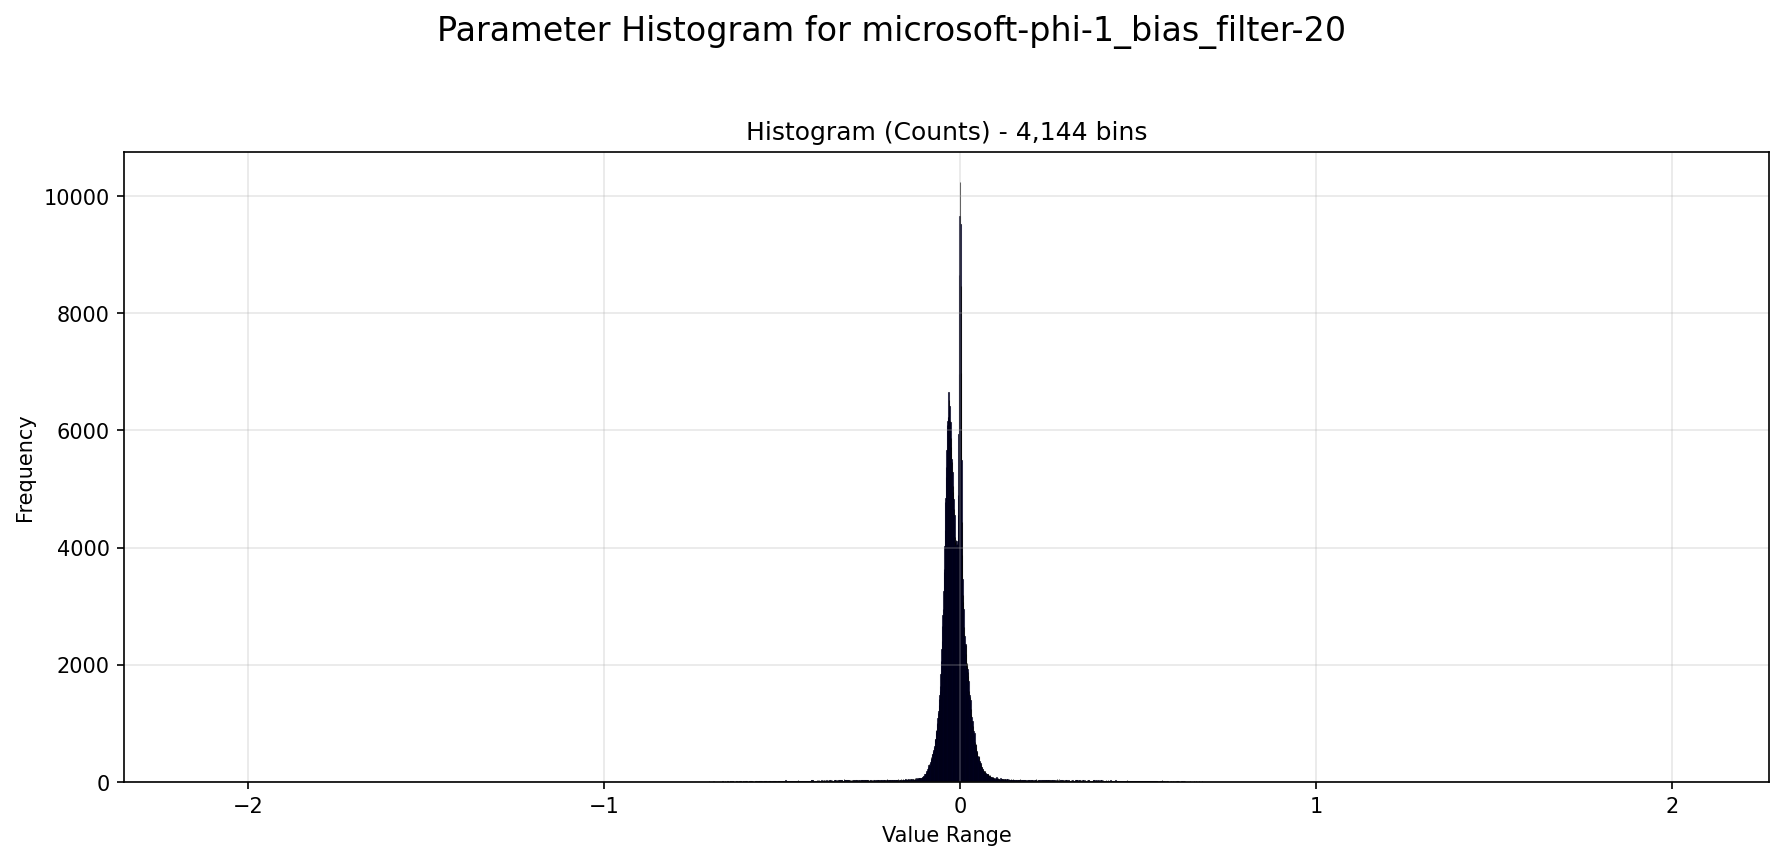 Parameter Histogram for microsoft-phi-1_bias_filter-20
Histogram (Counts) - 4,144 bins
10000
8000
6000
4000
2000
0
Frequency
−2
−1
0
1
2
Value Range